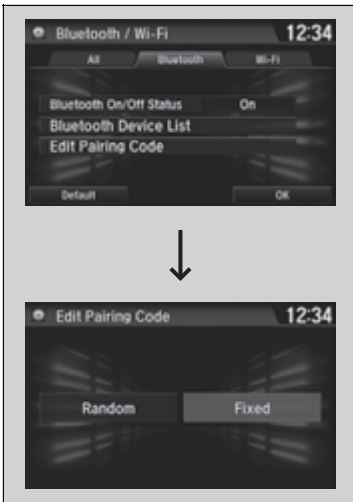 Bluetooth / Wi-Fi 12:34
All Bluetooth Wi-Fi
Bluetooth On/Off Status On
Bluetooth Device List
Edit Pairing Code
Default OK
Edit Pairing Code 12:34
Random Fixed